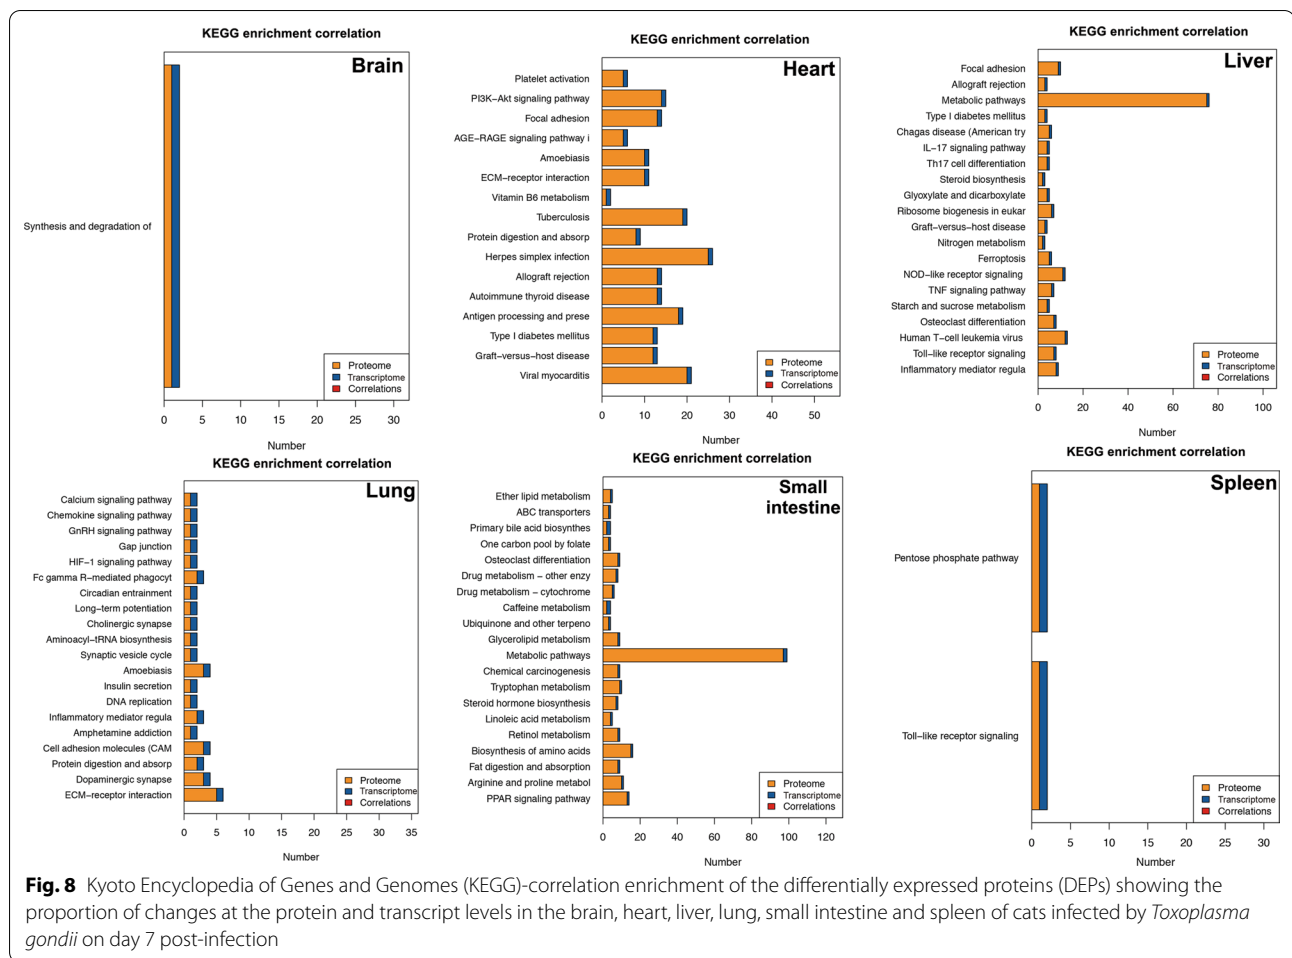 KEGG enrichment correlation
Brain
Synthesis and degradation of
Proteome
Transcriptome
Correlations
0 5 10 15 20 25 30
Number
KEGG enrichment correlation
Heart
Platelet activation
PI3K−Akt signaling pathway
Focal adhesion
AGE−RAGE signaling pathway i
Amoebiasis
ECM−receptor interaction
Vitamin B6 metabolism
Tuberculosis
Protein digestion and absorp
Herpes simplex infection
Allograft rejection
Autoimmune thyroid disease
Antigen processing and prese
Type I diabetes mellitus
Graft−versus−host disease
Viral myocarditis
Proteome
Transcriptome
Correlations
0 10 20 30 40 50
Number
KEGG enrichment correlation
Liver
Focal adhesion
Allograft rejection
Metabolic pathways
Type I diabetes mellitus
Chagas disease (American try
IL−17 signaling pathway
Th17 cell differentiation
Steroid biosynthesis
Glyoxylate and dicarboxylate
Ribosome biogenesis in eukar
Graft−versus−host disease
Nitrogen metabolism
Ferroptosis
NOD−like receptor signaling
TNF signaling pathway
Starch and sucrose metabolism
Osteoclast differentiation
Human T−cell leukemia virus
Toll−like receptor signaling
Inflammatory mediator regula
Proteome
Transcriptome
Correlations
0 20 40 60 80 100
Number
KEGG enrichment correlation
Lung
Calcium signaling pathway
Chemokine signaling pathway
GnRH signaling pathway
Gap junction
HIF−1 signaling pathway
Fc gamma R−mediated phagocyt
Circadian entrainment
Long−term potentiation
Cholinergic synapse
Aminoacyl−tRNA biosynthesis
Synaptic vesicle cycle
Amoebiasis
Insulin secretion
DNA replication
Inflammatory mediator regula
Amphetamine addiction
Cell adhesion molecules (CAM
Protein digestion and absorp
Dopaminergic synapse
ECM−receptor interaction
Proteome
Transcriptome
Correlations
0 5 10 15 20 25 30 35
Number
KEGG enrichment correlation
Small
intestine
Ether lipid metabolism
ABC transporters
Primary bile acid biosynthes
One carbon pool by folate
Osteoclast differentiation
Drug metabolism − other enzy
Drug metabolism − cytochrome
Caffeine metabolism
Ubiquinone and other terpeno
Glycerolipid metabolism
Metabolic pathways
Chemical carcinogenesis
Tryptophan metabolism
Steroid hormone biosynthesis
Linoleic acid metabolism
Retinol metabolism
Biosynthesis of amino acids
Fat digestion and absorption
Arginine and proline metabol
PPAR signaling pathway
Proteome
Transcriptome
Correlations
0 20 40 60 80 100 120
Number
KEGG enrichment correlation
Spleen
Pentose phosphate pathway
Toll−like receptor signaling
Proteome
Transcriptome
Correlations
0 5 10 15 20 25 30
Number
Fig. 8 Kyoto Encyclopedia of Genes and Genomes (KEGG)-correlation enrichment of the differentially expressed proteins (DEPs) showing the
proportion of changes at the protein and transcript levels in the brain, heart, liver, lung, small intestine and spleen of cats infected by Toxoplasma
gondii on day 7 post-infection